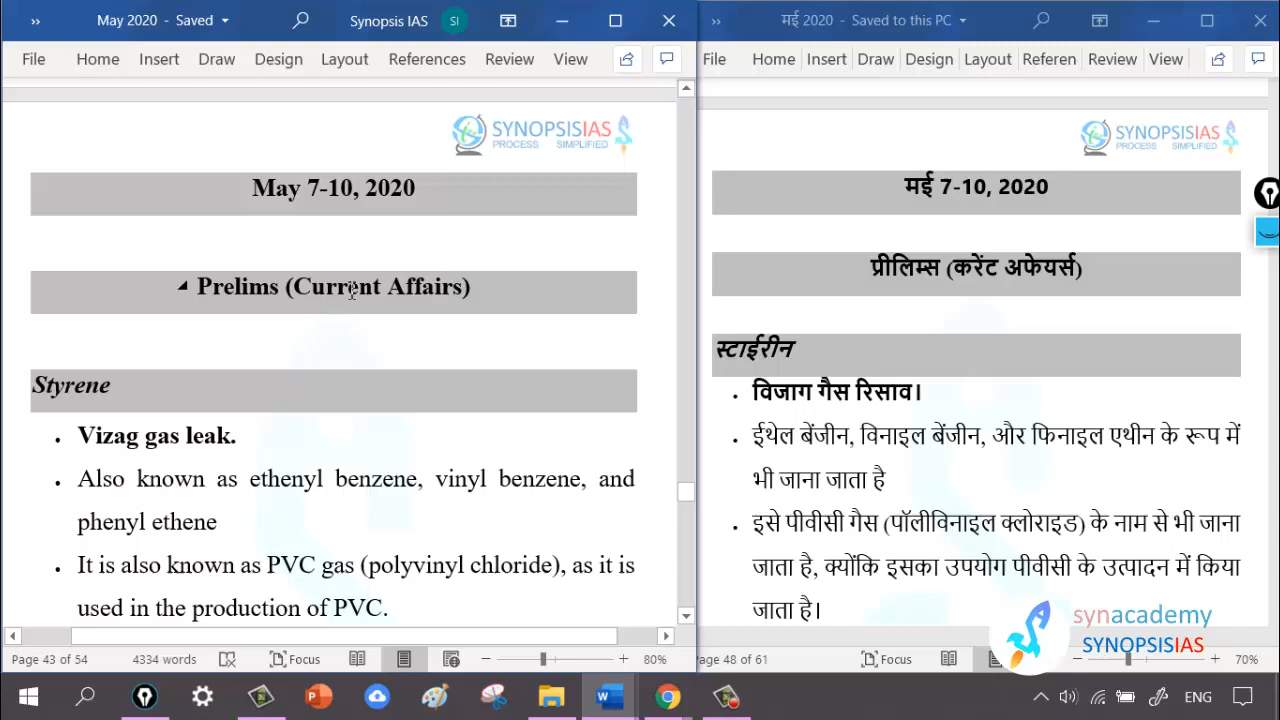 May 2020 - Saved
Synopsis IAS
SI
File Home Insert Draw Design Layout References Review View
SYNOPSISIAS
PROCESS SIMPLIFIED
May 7-10, 2020
Prelims (Current Affairs)
Styrene
Vizag gas leak.
Also known as ethenyl benzene, vinyl benzene, and
phenyl ethene
It is also known as PVC gas (polyvinyl chloride), as it is
used in the production of PVC.
Page 43 of 54 4334 words Focus 80%
मई 2020 - Saved to this PC
File Home Insert Draw Design Layout Referen Review View
SYNOPSISIAS
PROCESS SIMPLIFIED
मई 7-10, 2020
प्रीलिम्स (करेंट अफेयर्स)
स्टाईरीन
विजाग गैस रिसाव।
ईथेल बेंजीन, विनाइल बेंजीन, और फिनाइल एथीन के रूप में
भी जाना जाता है
इसे पीवीसी गैस (पॉलीविनाइल क्लोराइड) के नाम से भी जाना
जाता है, क्योंकि इसका उपयोग पीवीसी के उत्पादन में किया
जाता है।
synacademy
SYNOPSISIAS
Page 48 of 61 Focus 70%
ENG